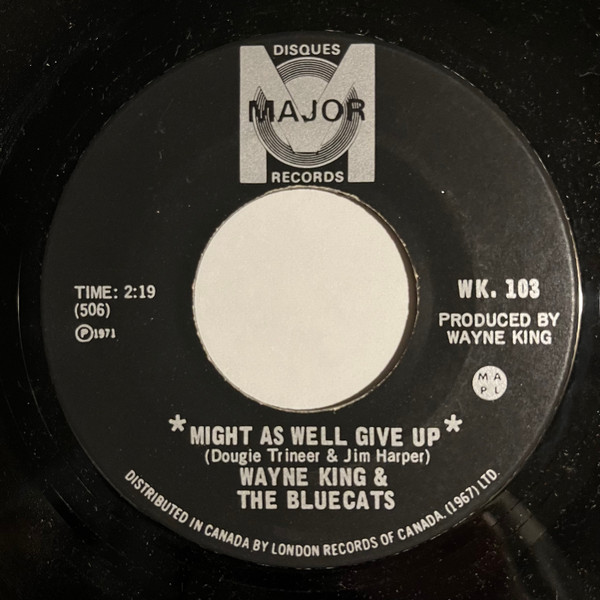 DISQUES
MAJOR
RECORDS
TIME: 2:19
(506)
Ⓟ1971
WK. 103
PRODUCED BY
WAYNE KING
M A
P L
*MIGHT AS WELL GIVE UP*
(Dougie Trineer & Jim Harper)
WAYNE KING &
THE BLUECATS
DISTRIBUTED IN CANADA BY LONDON RECORDS OF CANADA, (1967) LTD.